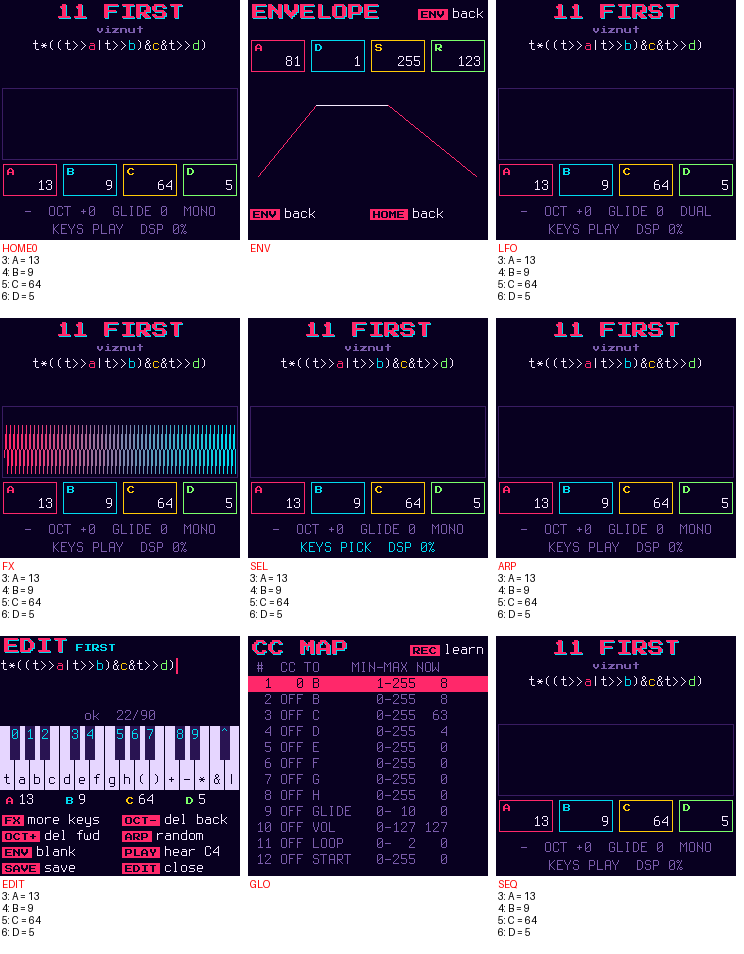 11 FIRST
viznut
t*((t>>a|t>>b)&c&t>>d)
A 13 B 9 C 64 D 5
- OCT +0 GLIDE 0 MONO
KEYS PLAY DSP 0%
HOME0
3: A = 13
4: B = 9
5: C = 64
6: D = 5
ENVELOPE ENV back
A 81 D 1 S 255 R 123
ENV back HOME back
ENV
11 FIRST
viznut
t*((t>>a|t>>b)&c&t>>d)
A 13 B 9 C 64 D 5
- OCT +0 GLIDE 0 DUAL
KEYS PLAY DSP 0%
LFO
3: A = 13
4: B = 9
5: C = 64
6: D = 5
11 FIRST
viznut
t*((t>>a|t>>b)&c&t>>d)
A 13 B 9 C 64 D 5
- OCT +0 GLIDE 0 MONO
KEYS PLAY DSP 0%
FX
3: A = 13
4: B = 9
5: C = 64
6: D = 5
11 FIRST
viznut
t*((t>>a|t>>b)&c&t>>d)
A 13 B 9 C 64 D 5
- OCT +0 GLIDE 0 MONO
KEYS PICK DSP 0%
SEL
3: A = 13
4: B = 9
5: C = 64
6: D = 5
11 FIRST
viznut
t*((t>>a|t>>b)&c&t>>d)
A 13 B 9 C 64 D 5
- OCT +0 GLIDE 0 MONO
KEYS PLAY DSP 0%
ARP
3: A = 13
4: B = 9
5: C = 64
6: D = 5
EDIT FIRST
t*((t>>a|t>>b)&c&t>>d)
ok 22/90
0 1 2 3 4 5 6 7 8 9 ^
t a b c d e f g h ( ) + - * & |
A 13 B 9 C 64 D 5
FX more keys OCT- del back
OCT+ del fwd ARP random
ENV blank PLAY hear C4
SAVE save EDIT close
EDIT
3: A = 13
4: B = 9
5: C = 64
6: D = 5
CC MAP REC learn
# CC TO MIN-MAX NOW
1 0 B 1-255 8
2 OFF B 0-255 8
3 OFF C 0-255 63
4 OFF D 0-255 4
5 OFF E 0-255 0
6 OFF F 0-255 0
7 OFF G 0-255 0
8 OFF H 0-255 0
9 OFF GLIDE 0- 10 0
10 OFF VOL 0-127 127
11 OFF LOOP 0- 2 0
12 OFF START 0-255 0
GLO
11 FIRST
viznut
t*((t>>a|t>>b)&c&t>>d)
A 13 B 9 C 64 D 5
- OCT +0 GLIDE 0 MONO
KEYS PLAY DSP 0%
SEQ
3: A = 13
4: B = 9
5: C = 64
6: D = 5